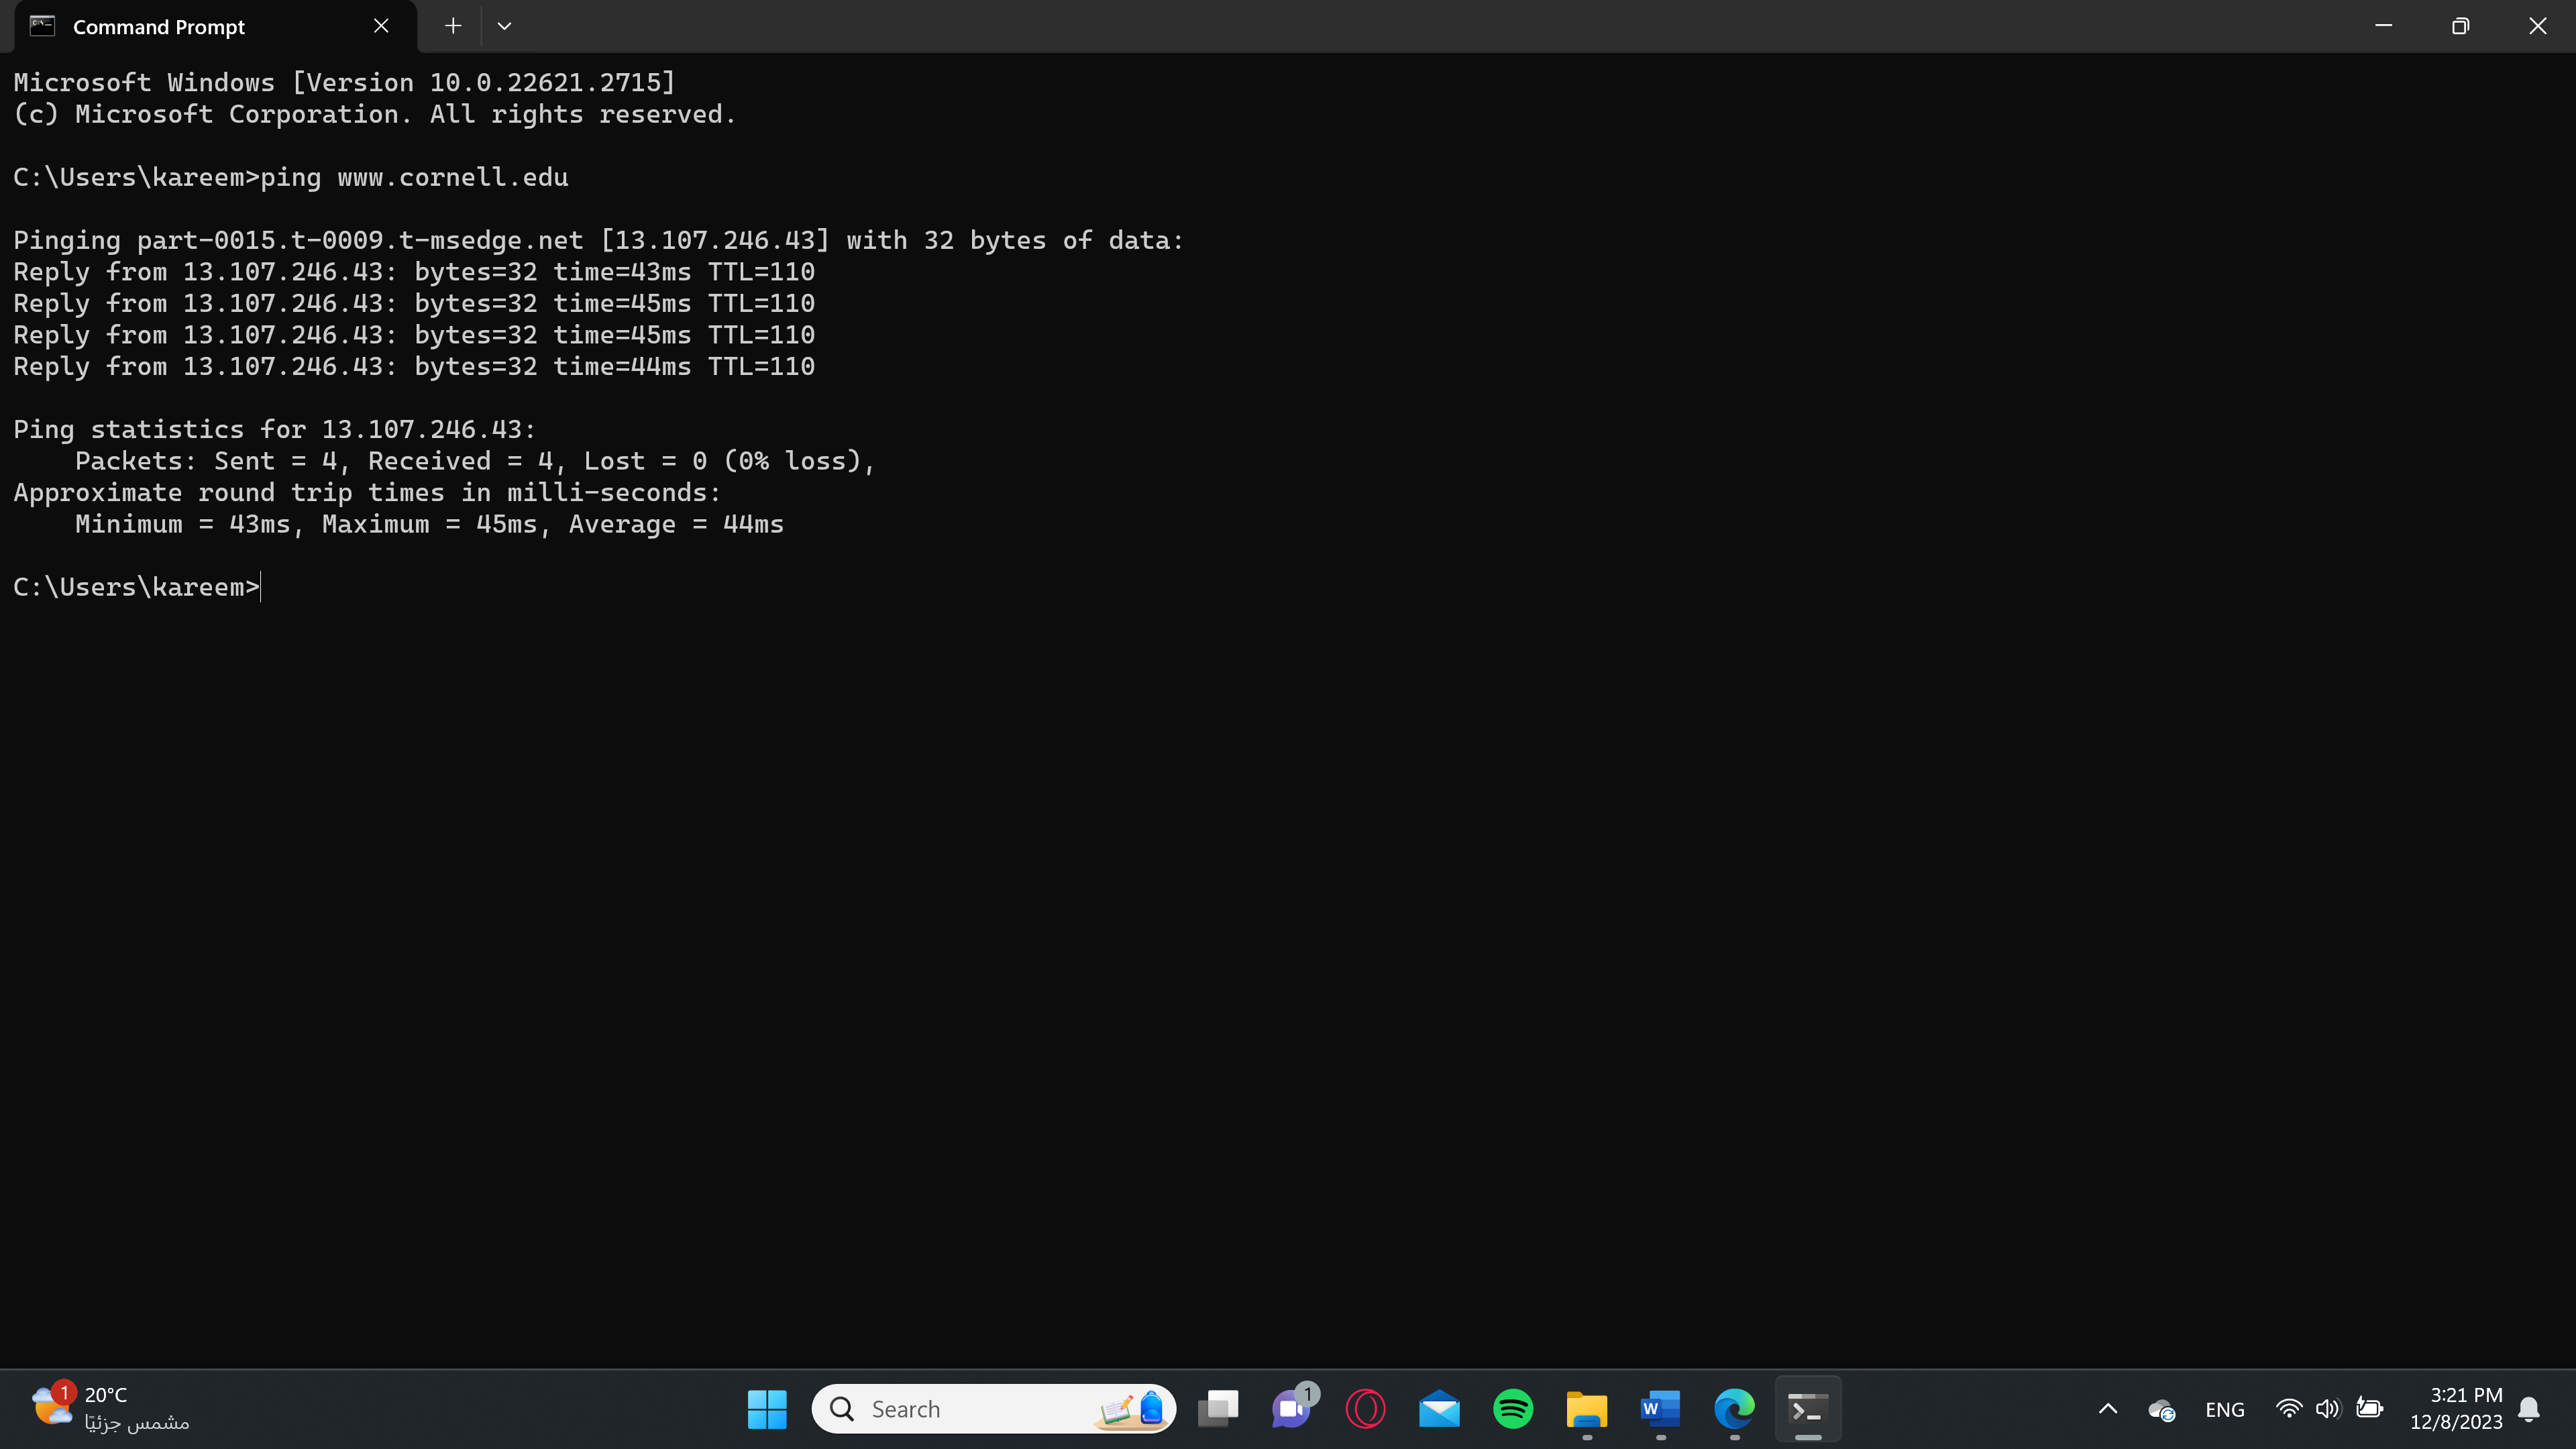 Command Prompt
Microsoft Windows [Version 10.0.22621.2715]
(c) Microsoft Corporation. All rights reserved.
C:\Users\kareem>ping www.cornell.edu
Pinging part-0015.t-0009.t-msedge.net [13.107.246.43] with 32 bytes of data:
Reply from 13.107.246.43: bytes=32 time=43ms TTL=110
Reply from 13.107.246.43: bytes=32 time=45ms TTL=110
Reply from 13.107.246.43: bytes=32 time=45ms TTL=110
Reply from 13.107.246.43: bytes=32 time=44ms TTL=110
Ping statistics for 13.107.246.43:
    Packets: Sent = 4, Received = 4, Lost = 0 (0% loss),
Approximate round trip times in milli-seconds:
    Minimum = 43ms, Maximum = 45ms, Average = 44ms
C:\Users\kareem>
1
20°C
مشمس جزئيًا
Search
1
W
ENG
3:21 PM
12/8/2023